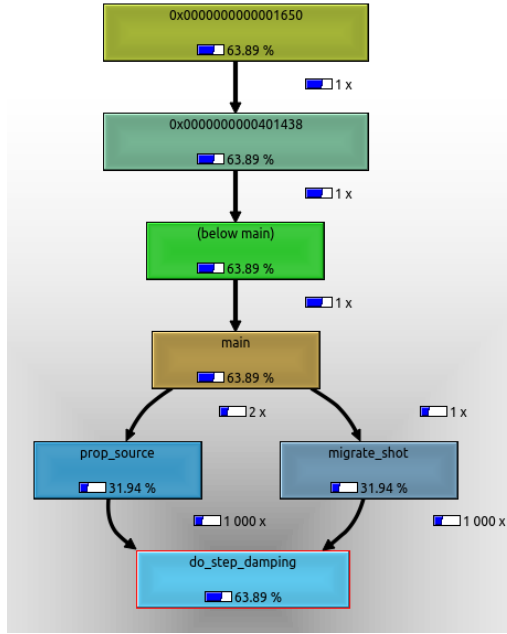 0x0000000000001650
63.89 %
1 x
0x0000000000401438
63.89 %
1 x
(below main)
63.89 %
1 x
main
63.89 %
2 x
1 x
prop_source
31.94 %
migrate_shot
31.94 %
1 000 x
1 000 x
do_step_damping
63.89 %